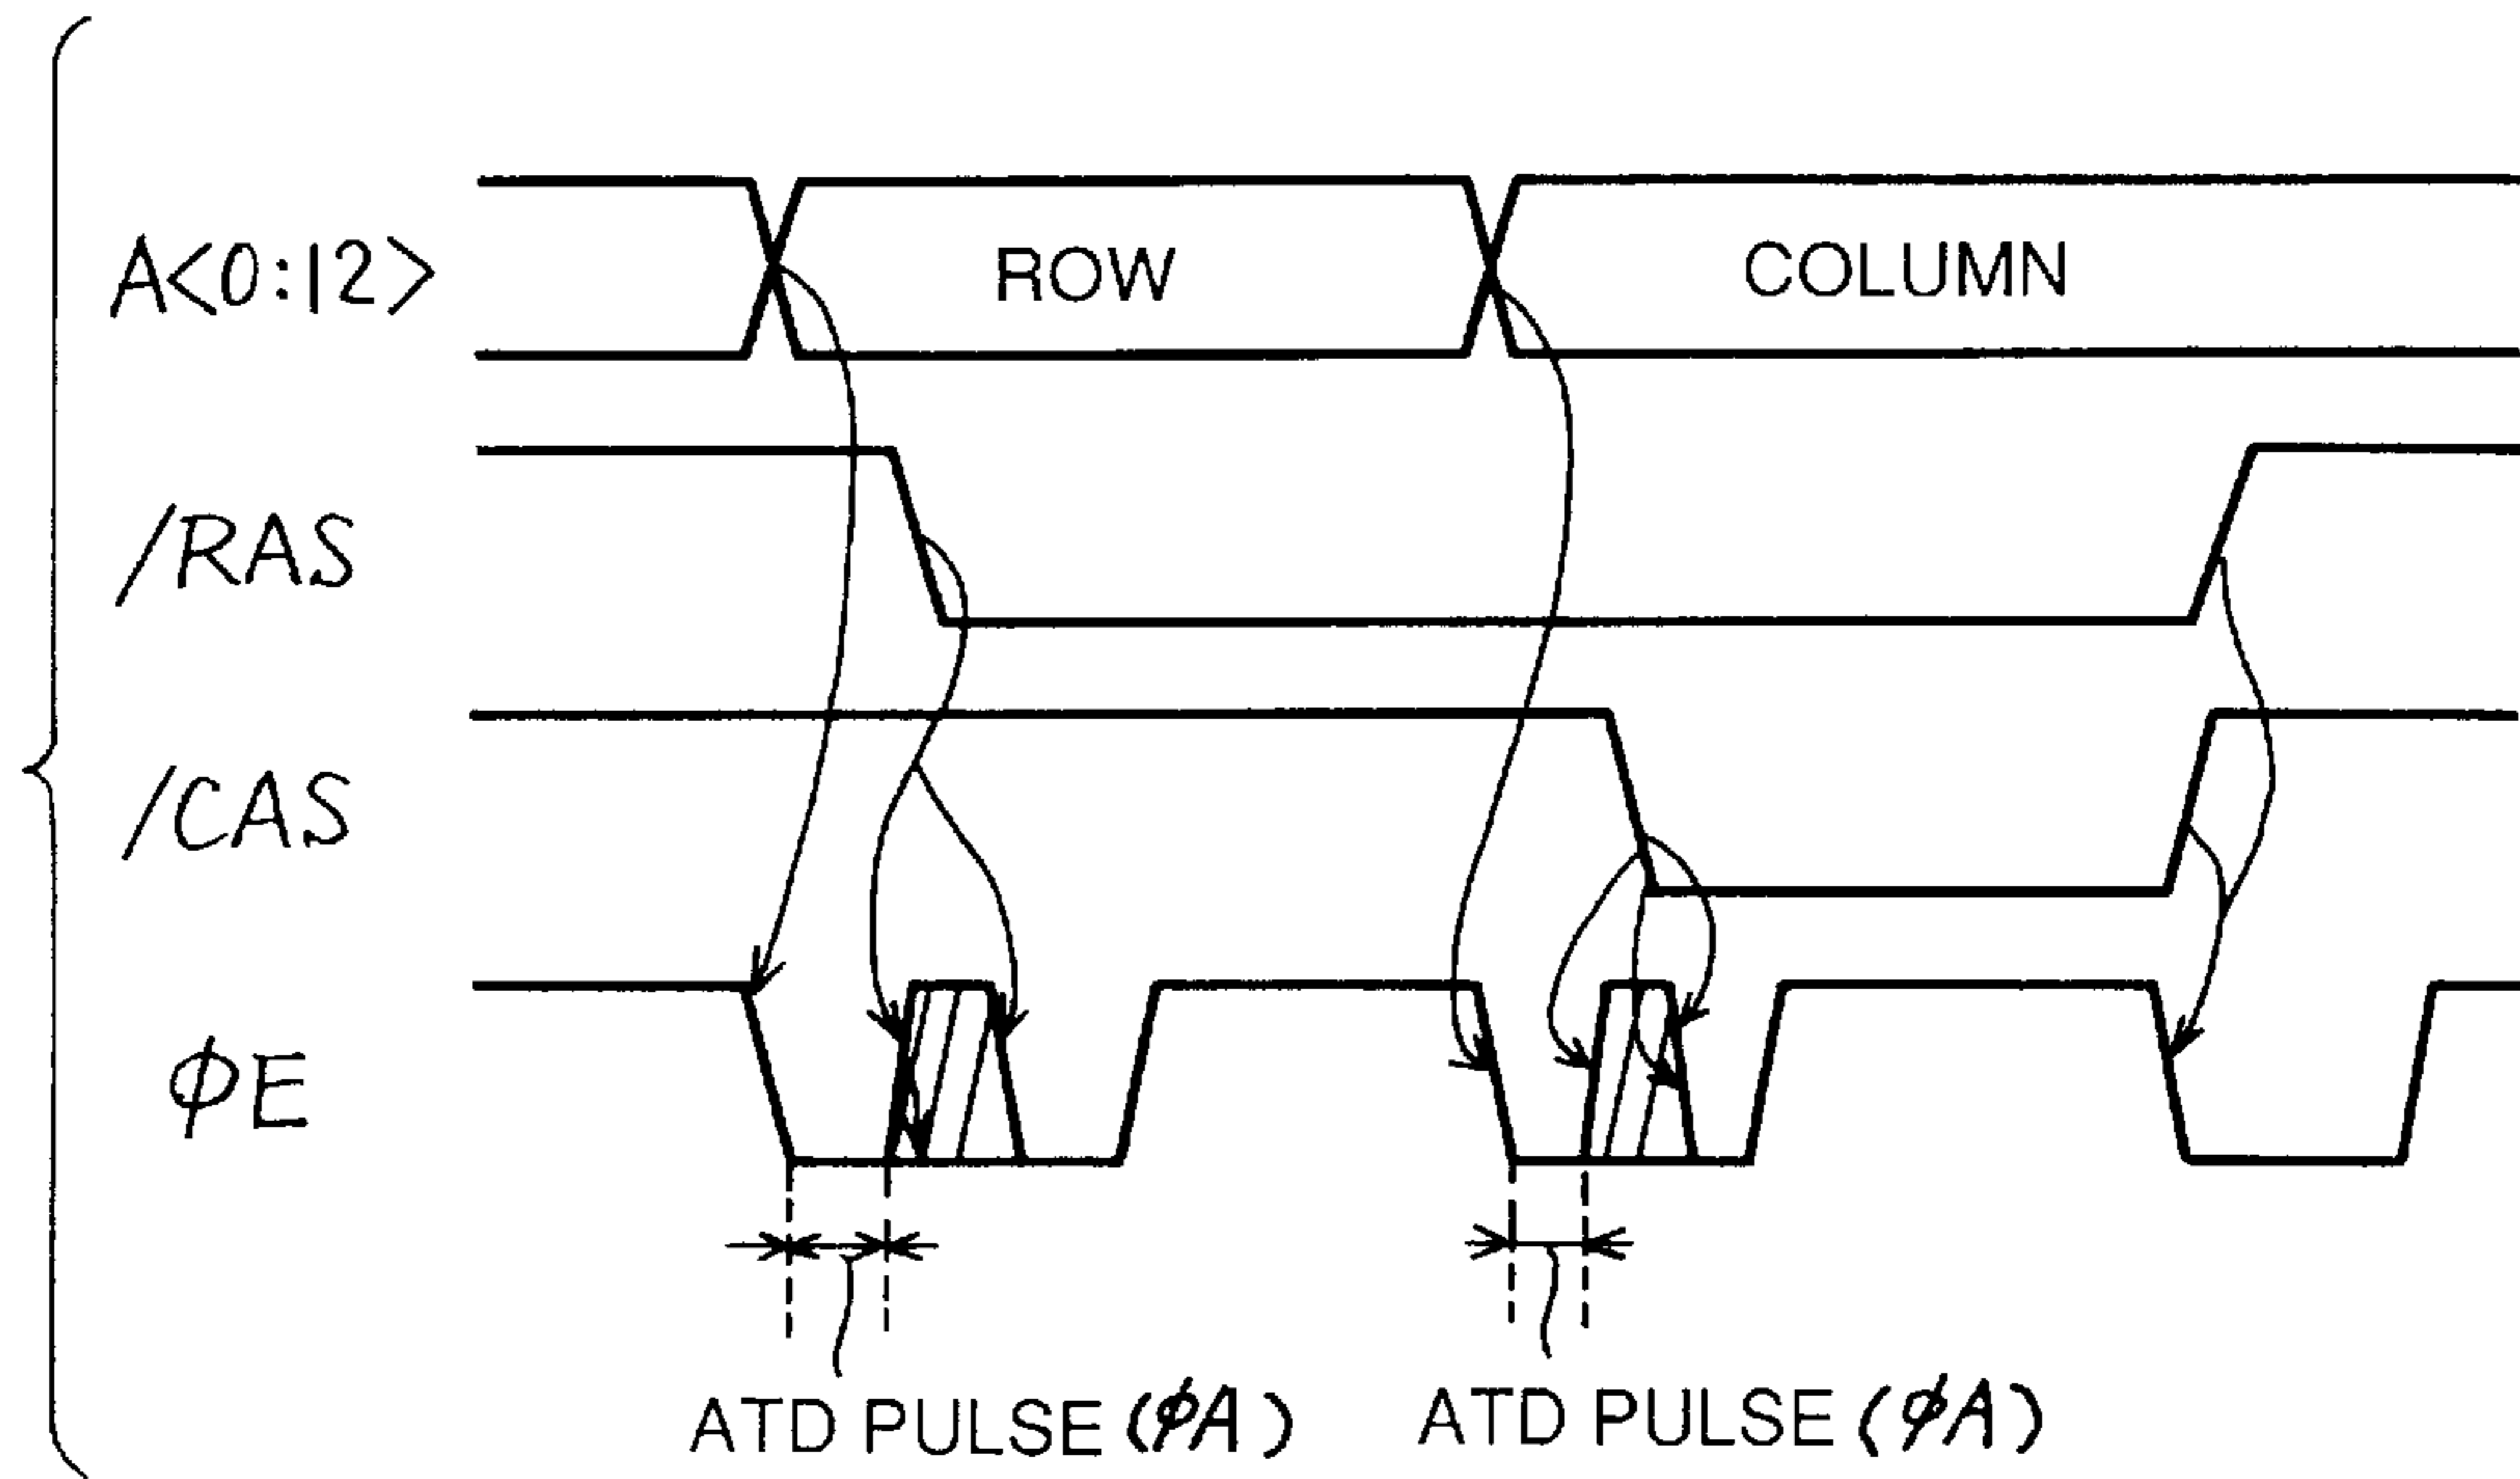 A<0:12>
ROW
COLUMN
/RAS
/CAS
ϕE
ATD PULSE (ϕA)
ATD PULSE (ϕA)